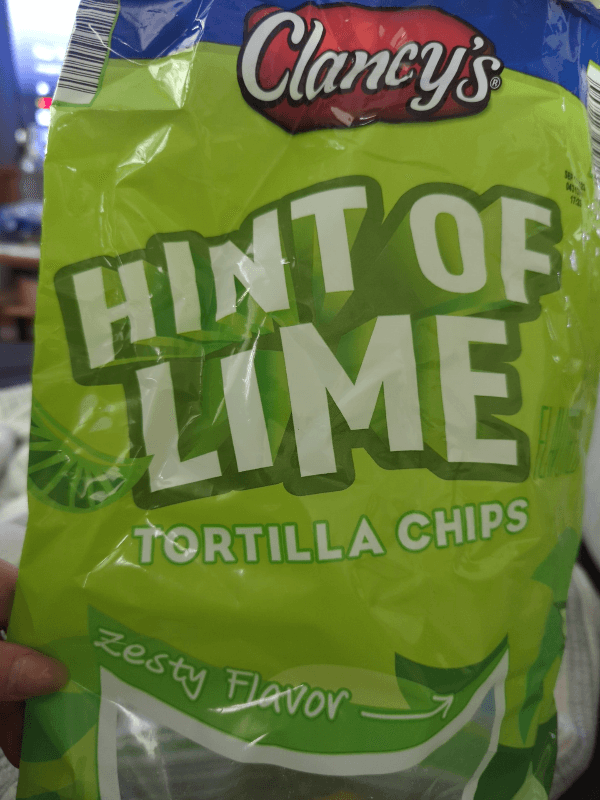 Clancy's®
HINT OF
LIME
TORTILLA CHIPS
Zesty Flavor